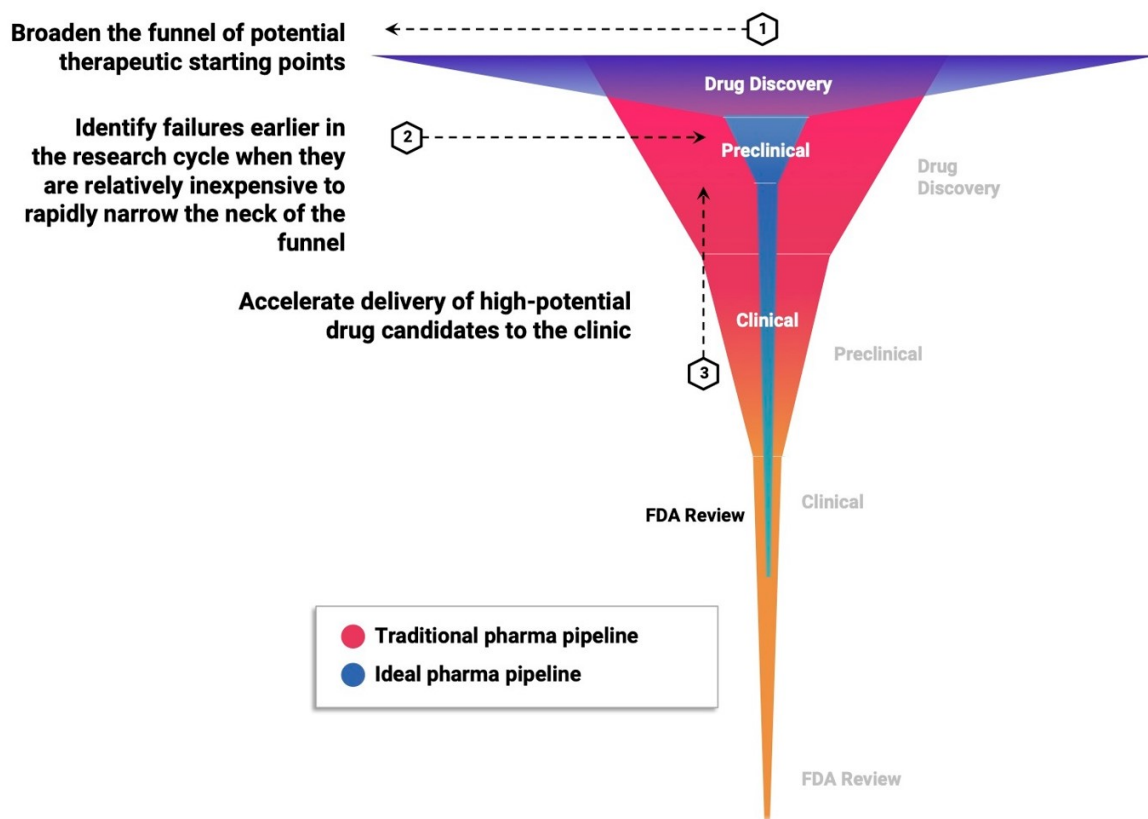 1
Broaden the funnel of potential
therapeutic starting points
Drug Discovery
Identify failures earlier in
the research cycle when they
are relatively inexpensive to
rapidly narrow the neck of the
funnel
2
Preclinical
Drug
Discovery
Accelerate delivery of high-potential
drug candidates to the clinic
Clinical
3
Preclinical
Clinical
FDA Review
Traditional pharma pipeline
Ideal pharma pipeline
FDA Review